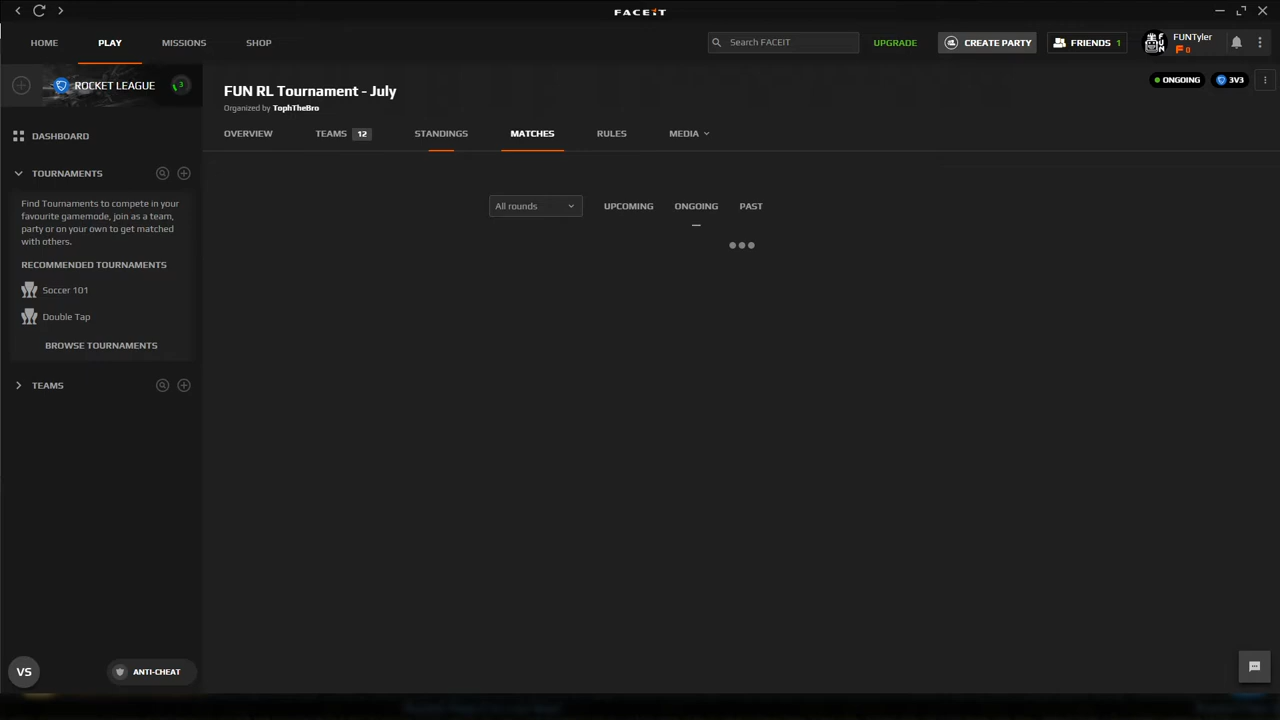 FACEIT
HOME
PLAY
MISSIONS
SHOP
Search FACEIT
UPGRADE
CREATE PARTY
FRIENDS 1
FUNTyler
0
ROCKET LEAGUE
3
FUN RL Tournament - July
Organized by TophTheBro
ONGOING
3V3
OVERVIEW
TEAMS 12
STANDINGS
MATCHES
RULES
MEDIA
DASHBOARD
TOURNAMENTS
Find Tournaments to compete in your
favourite gamemode, join as a team,
party or on your own to get matched
with others.
RECOMMENDED TOURNAMENTS
Soccer 101
Double Tap
BROWSE TOURNAMENTS
TEAMS
All rounds
UPCOMING
ONGOING
PAST
VS
ANTI-CHEAT